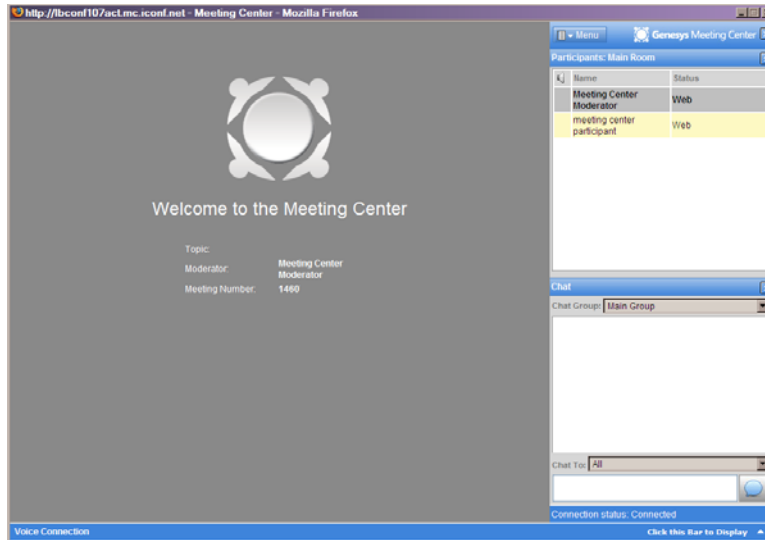 http://lbconf107act.mc.iconf.net - Meeting Center - Mozilla Firefox
Menu
Genesys Meeting Center
Participants: Main Room
Name Status
Meeting Center
Moderator
Web
meeting center
participant
Web
Welcome to the Meeting Center
Topic:
Moderator: Meeting Center
Moderator
Meeting Number: 1460
Chat
Chat Group: Main Group
Chat To: All
Connection status: Connected
Voice Connection
Click this Bar to Display